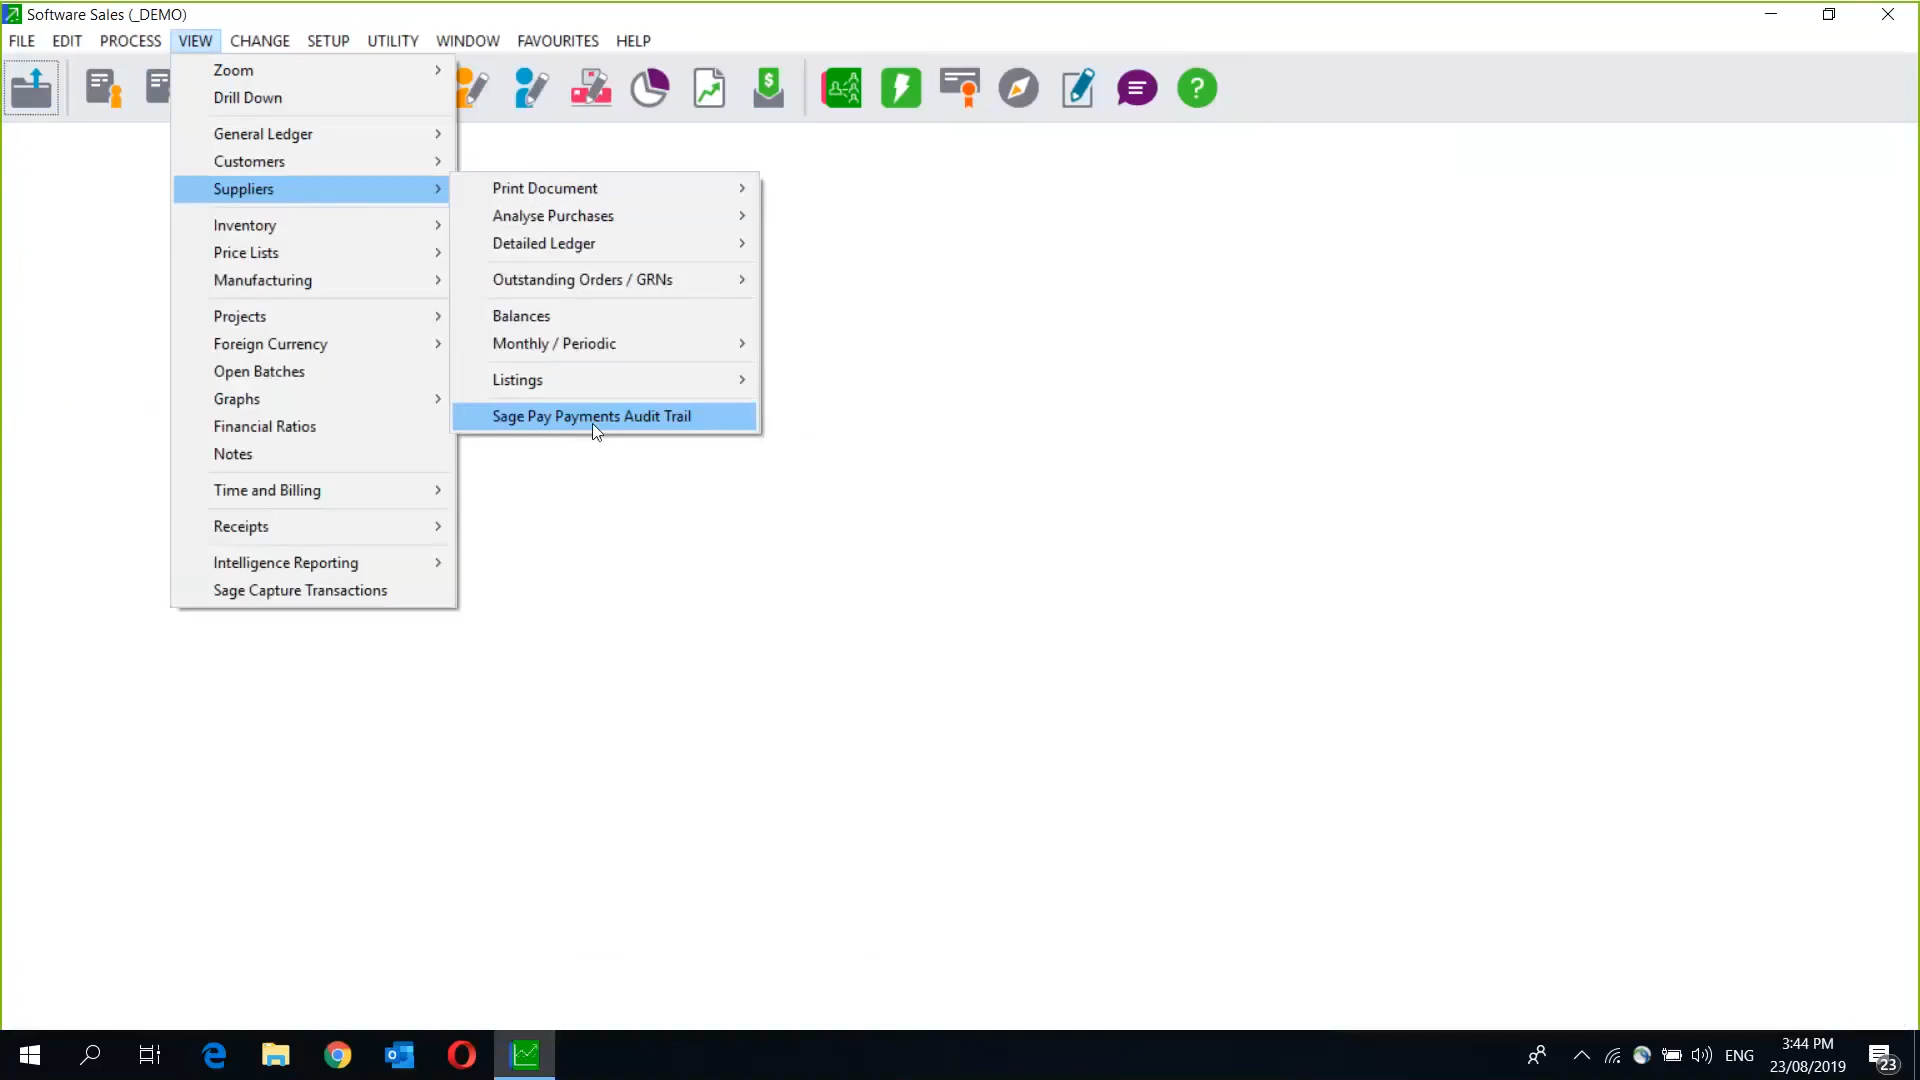 Software Sales (_DEMO)
FILE EDIT PROCESS VIEW CHANGE SETUP UTILITY WINDOW FAVOURITES HELP
Zoom
Drill Down
General Ledger
Customers
Suppliers
Inventory
Price Lists
Manufacturing
Projects
Foreign Currency
Open Batches
Graphs
Financial Ratios
Notes
Time and Billing
Receipts
Intelligence Reporting
Sage Capture Transactions
Print Document
Analyse Purchases
Detailed Ledger
Outstanding Orders / GRNs
Balances
Monthly / Periodic
Listings
Sage Pay Payments Audit Trail
ENG
3:44 PM
23/08/2019
23